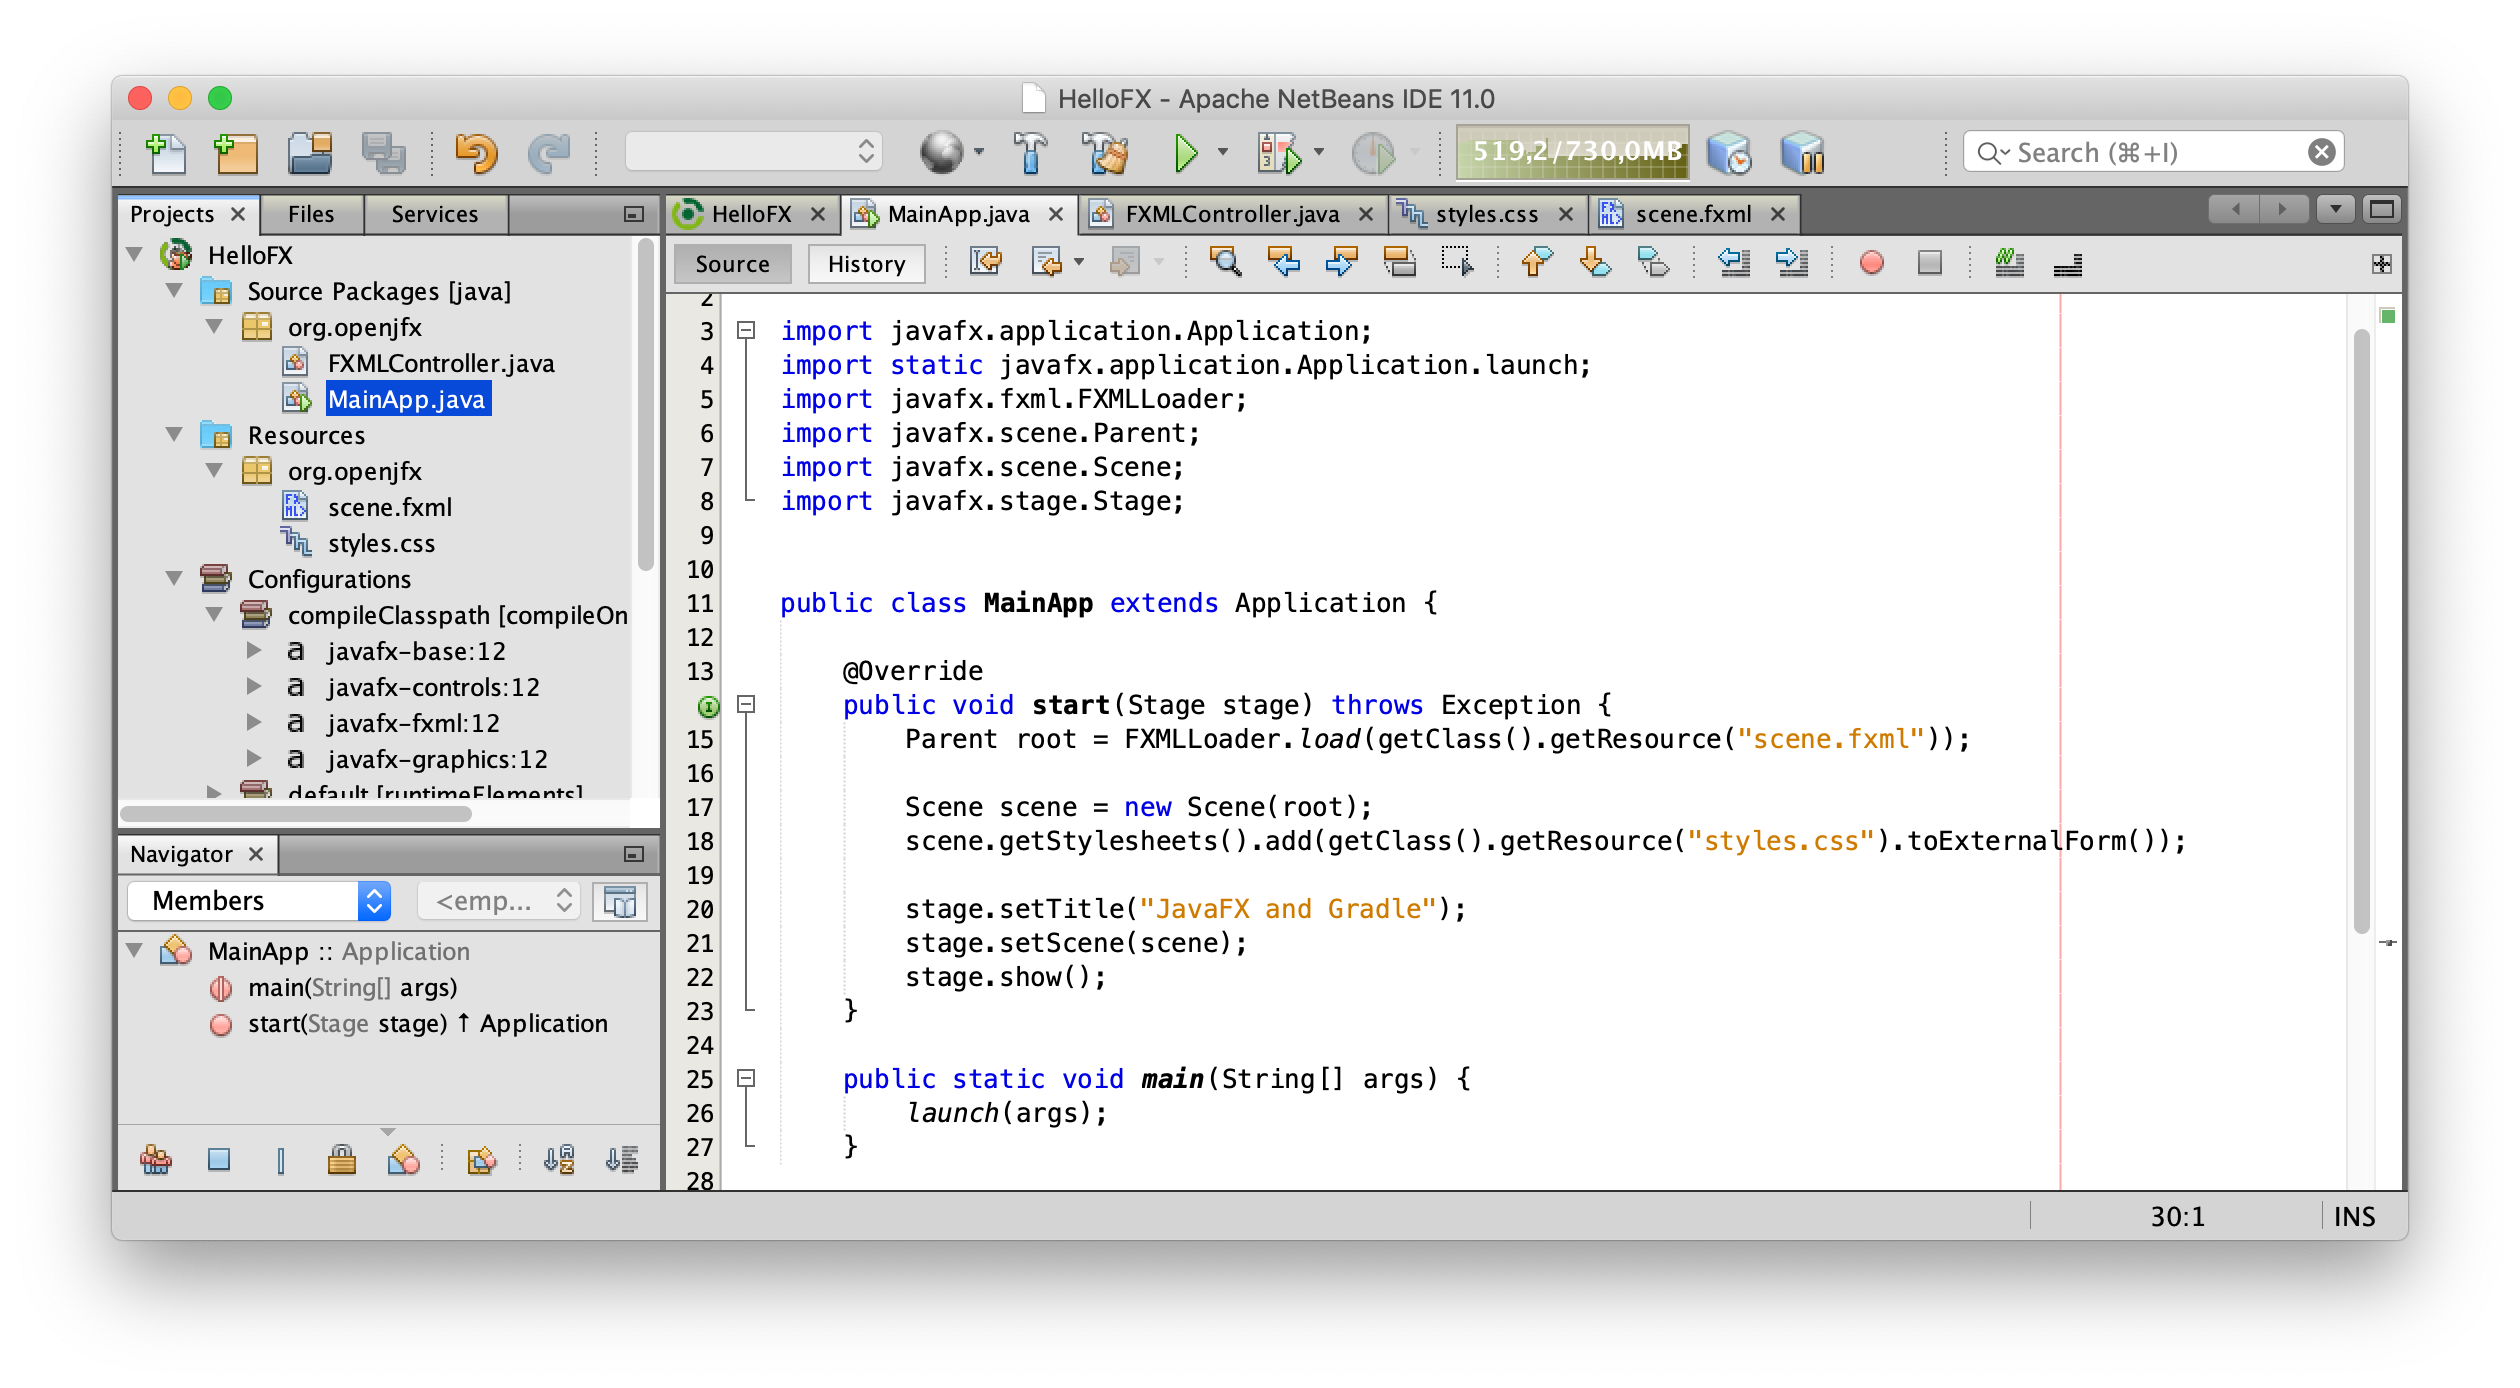 HelloFX - Apache NetBeans IDE 11.0
519,2/730,0MB
Search (⌘+I)
Projects Files Services
HelloFX MainApp.java FXMLController.java styles.css scene.fxml
Source History
HelloFX
Source Packages [java]
org.openjfx
FXMLController.java
MainApp.java
Resources
org.openjfx
scene.fxml
styles.css
Configurations
compileClasspath [compileOn
javafx-base:12
javafx-controls:12
javafx-fxml:12
javafx-graphics:12
default [runtimeElements]
Navigator
Members <emp...
MainApp :: Application
main(String[] args)
start(Stage stage) ↑ Application
2
3 import javafx.application.Application;
4 import static javafx.application.Application.launch;
5 import javafx.fxml.FXMLLoader;
6 import javafx.scene.Parent;
7 import javafx.scene.Scene;
8 import javafx.stage.Stage;
9
10
11 public class MainApp extends Application {
12
13 @Override
public void start(Stage stage) throws Exception {
15 Parent root = FXMLLoader.load(getClass().getResource("scene.fxml"));
16
17 Scene scene = new Scene(root);
18 scene.getStylesheets().add(getClass().getResource("styles.css").toExternalForm());
19
20 stage.setTitle("JavaFX and Gradle");
21 stage.setScene(scene);
22 stage.show();
23 }
24
25 public static void main(String[] args) {
26 launch(args);
27 }
28
30:1 INS